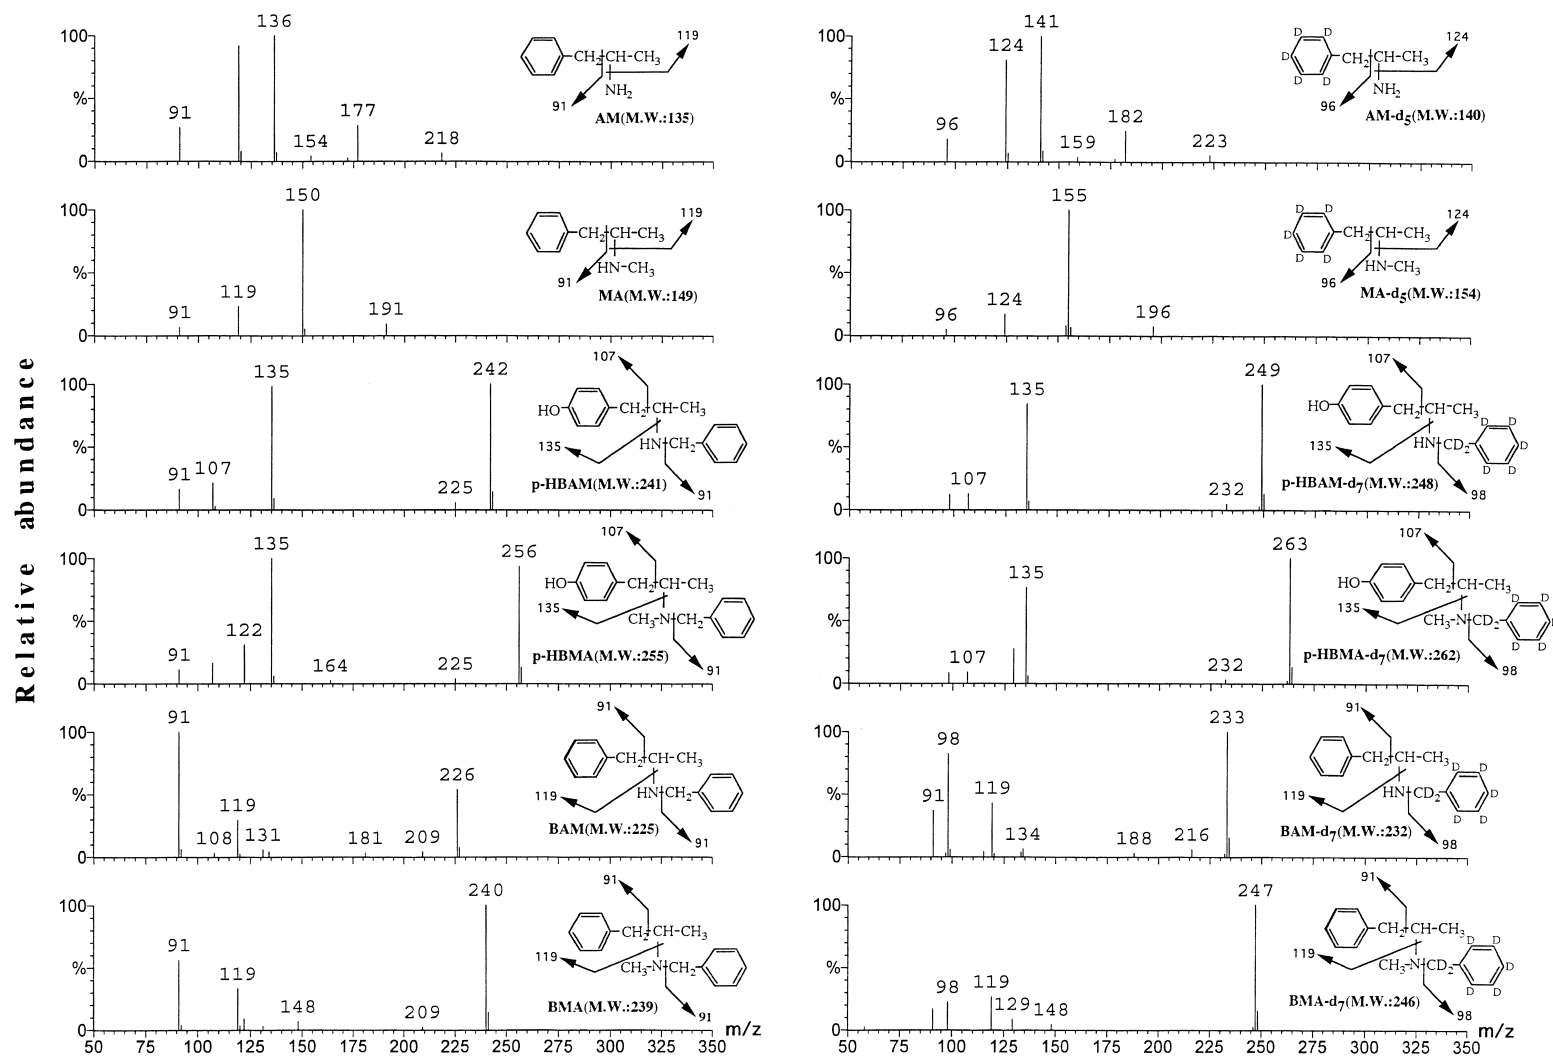 Relative abundance
100
%
0
91
136
154
177
218
CH2 CH-CH3
NH2
119
91
AM(M.W.:135)
100
%
0
96
124
141
159
182
223
D D D D D
CH2 CH-CH3
NH2
124
96
AM-d5(M.W.:140)
100
%
0
91
119
150
191
CH2 CH-CH3
HN-CH3
119
91
MA(M.W.:149)
100
%
0
96
124
155
196
D D D D D
CH2 CH-CH3
HN-CH3
124
96
MA-d5(M.W.:154)
100
%
0
91
107
135
225
242
107
HO CH2 CH-CH3
HN CH2
135
91
p-HBAM(M.W.:241)
100
%
0
107
135
232
249
107
HO CH2 CH-CH3
HN CD2
D D D D D
135
98
p-HBAM-d7(M.W.:248)
100
%
0
91
122
135
164
225
256
107
HO CH2 CH-CH3
CH3-N-CH2
135
91
p-HBMA(M.W.:255)
100
%
0
107
135
232
263
107
HO CH2 CH-CH3
CH3-N-CD2
D D D D D
135
98
p-HBMA-d7(M.W.:262)
100
%
0
91
108
119
131
181
209
226
91
CH2 CH-CH3
HN CH2
119
91
BAM(M.W.:225)
100
%
0
91
98
119
134
188
216
233
91
CH2 CH-CH3
HN CD2
D D D D D
119
98
BAM-d7(M.W.:232)
100
%
0
91
119
148
209
240
91
CH2 CH-CH3
CH3-N-CH2
119
91
BMA(M.W.:239)
50 75 100 125 150 175 200 225 250 275 300 325 350
m/z
100
%
0
98
119
129
148
247
91
CH2 CH-CH3
CH3-N-CD2
D D D D D
119
98
BMA-d7(M.W.:246)
50 75 100 125 150 175 200 225 250 275 300 325 350
m/z